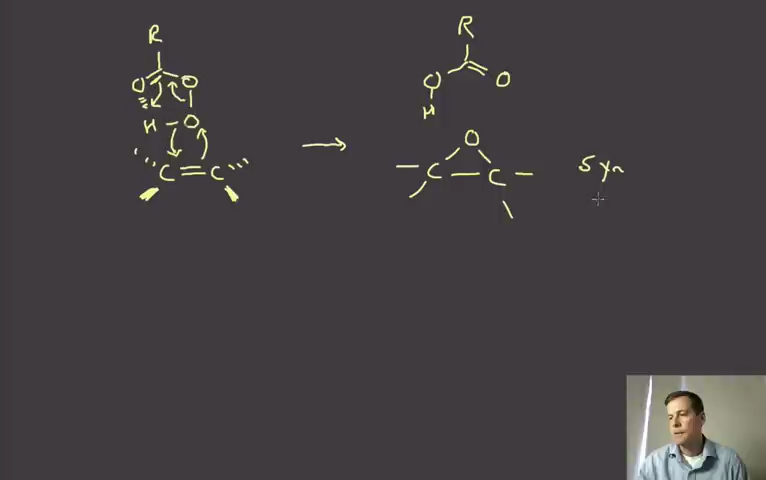 R
R
O O
O O
H
H - O
O
C = C
C - C
Syn